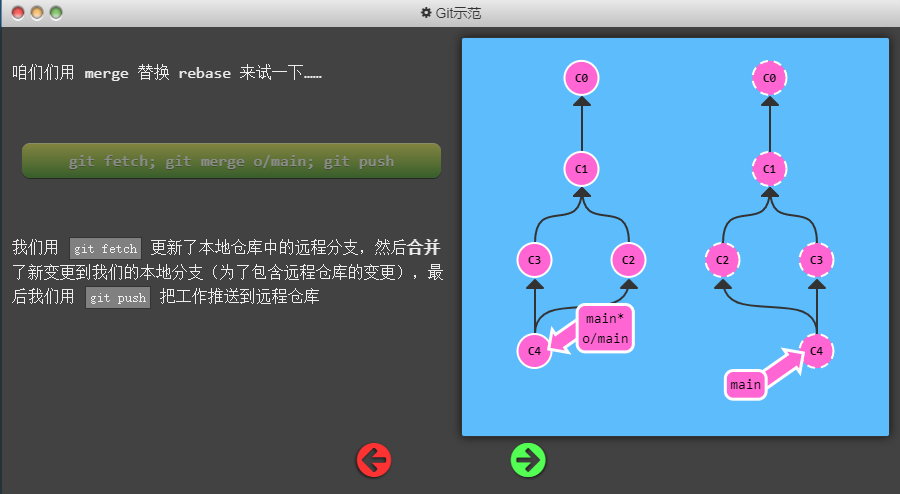 Git示范
咱们们用 merge 替换 rebase 来试一下……
git fetch; git merge o/main; git push
我们用 git fetch 更新了本地仓库中的远程分支，然后合并
了新变更到我们的本地分支（为了包含远程仓库的变更），最
后我们用 git push 把工作推送到远程仓库
C0
C1
C3
C2
C4
main*
o/main
C0
C1
C2
C3
C4
main